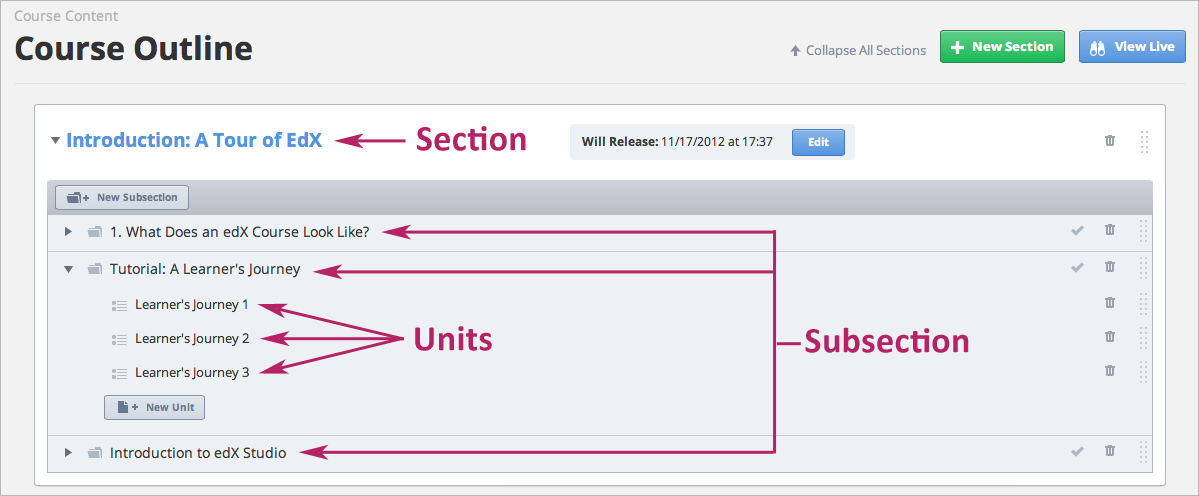 Course Content
Course Outline
Collapse All Sections
New Section
View Live
Introduction: A Tour of EdX
Section
Will Release: 11/17/2012 at 17:37
Edit
New Subsection
1. What Does an edX Course Look Like?
Tutorial: A Learner's Journey
Learner's Journey 1
Learner's Journey 2
Units
Subsection
Learner's Journey 3
New Unit
Introduction to edX Studio